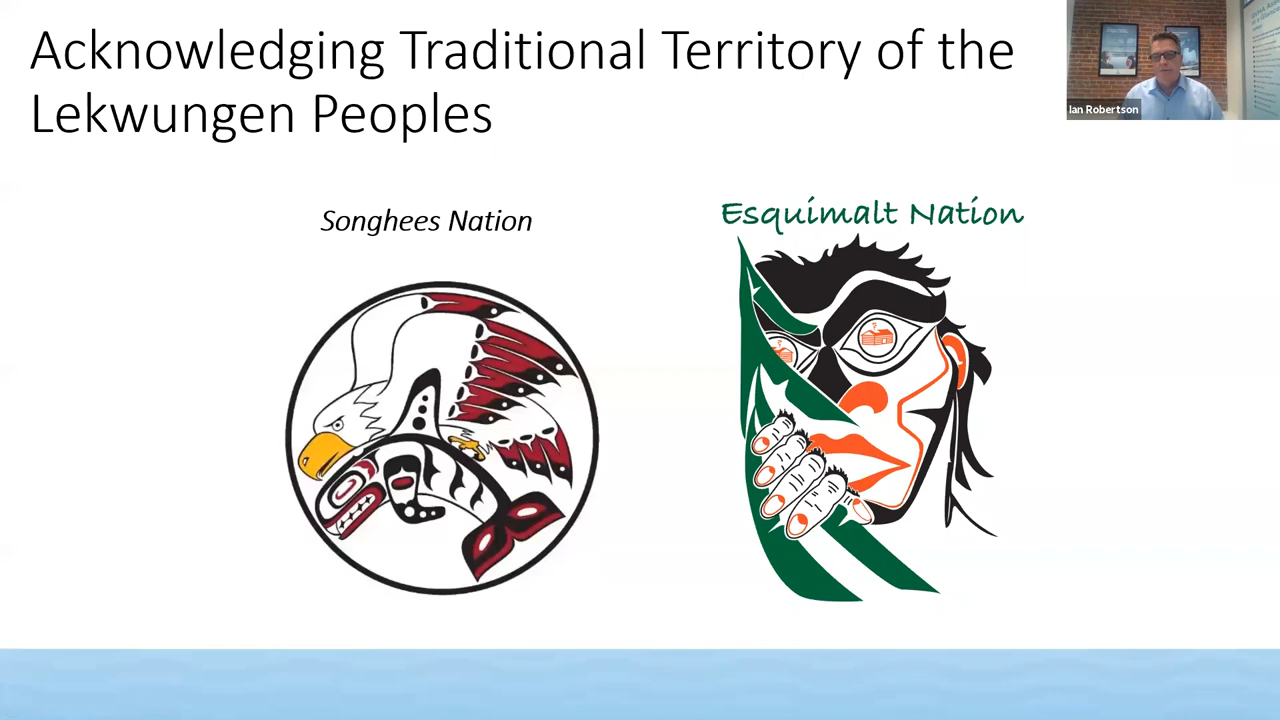 Acknowledging Traditional Territory of the
Lekwungen Peoples
Ian Robertson
Songhees Nation
Esquimalt Nation